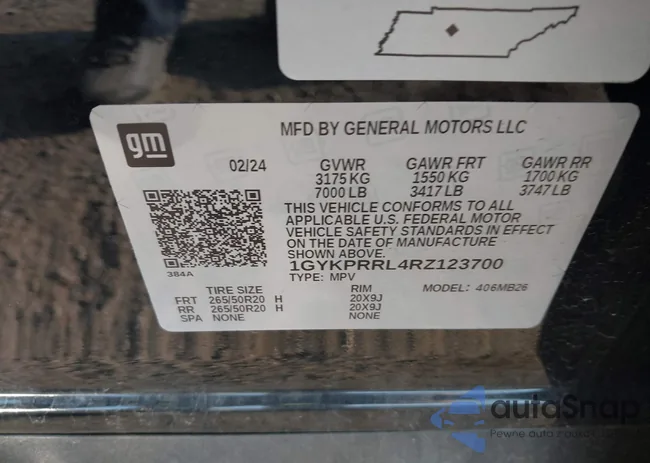 gm
MFD BY GENERAL MOTORS LLC
02/24 GVWR GAWR FRT GAWR RR
3175 KG 1550 KG 1700 KG
7000 LB 3417 LB 3747 LB
THIS VEHICLE CONFORMS TO ALL
APPLICABLE U.S. FEDERAL MOTOR
VEHICLE SAFETY STANDARDS IN EFFECT
ON THE DATE OF MANUFACTURE
SHOWN ABOVE.
384A
1GYKPRRL4RZ123700
TYPE: MPV
TIRE SIZE RIM MODEL: 406MB26
FRT 265/50R20 H 20X9J
RR 265/50R20 H 20X9J
SPA NONE NONE
autaSnap
Pewne auta z